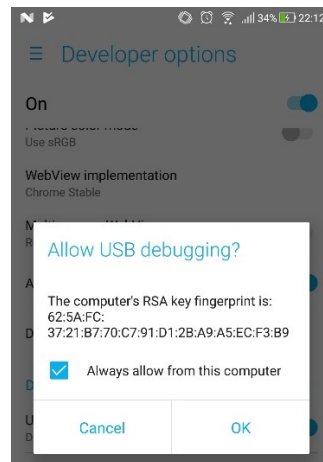 34% 22:12
Developer options
On
Use sRGB
WebView implementation
Chrome Stable
Allow USB debugging?
The computer's RSA key fingerprint is:
62:5A:FC:
37:21:B7:70:C7:91:D1:2B:A9:A5:EC:F3:B9
Always allow from this computer
Cancel OK